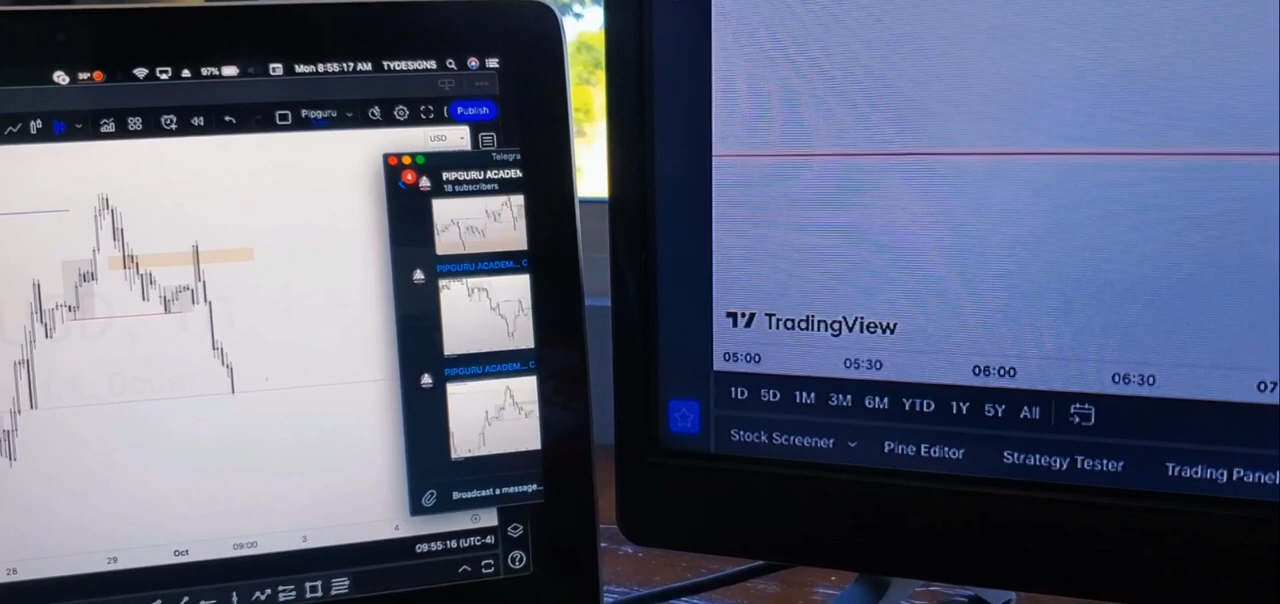 39°
97%
Mon 8:55:17 AM
TYDESIGNS
Pipguru
Publish
USD
Telegra
4
PIPGURU ACADEM
18 subscribers
PIPGURU ACADEM... C
PIPGURU ACADEM... C
Broadcast a message...
28
29
Oct
09:00
3
4
09:55:16 (UTC-4)
TradingView
05:00
05:30
06:00
06:30
07
1D 5D 1M 3M 6M YTD 1Y 5Y All
Stock Screener
Pine Editor
Strategy Tester
Trading Panel